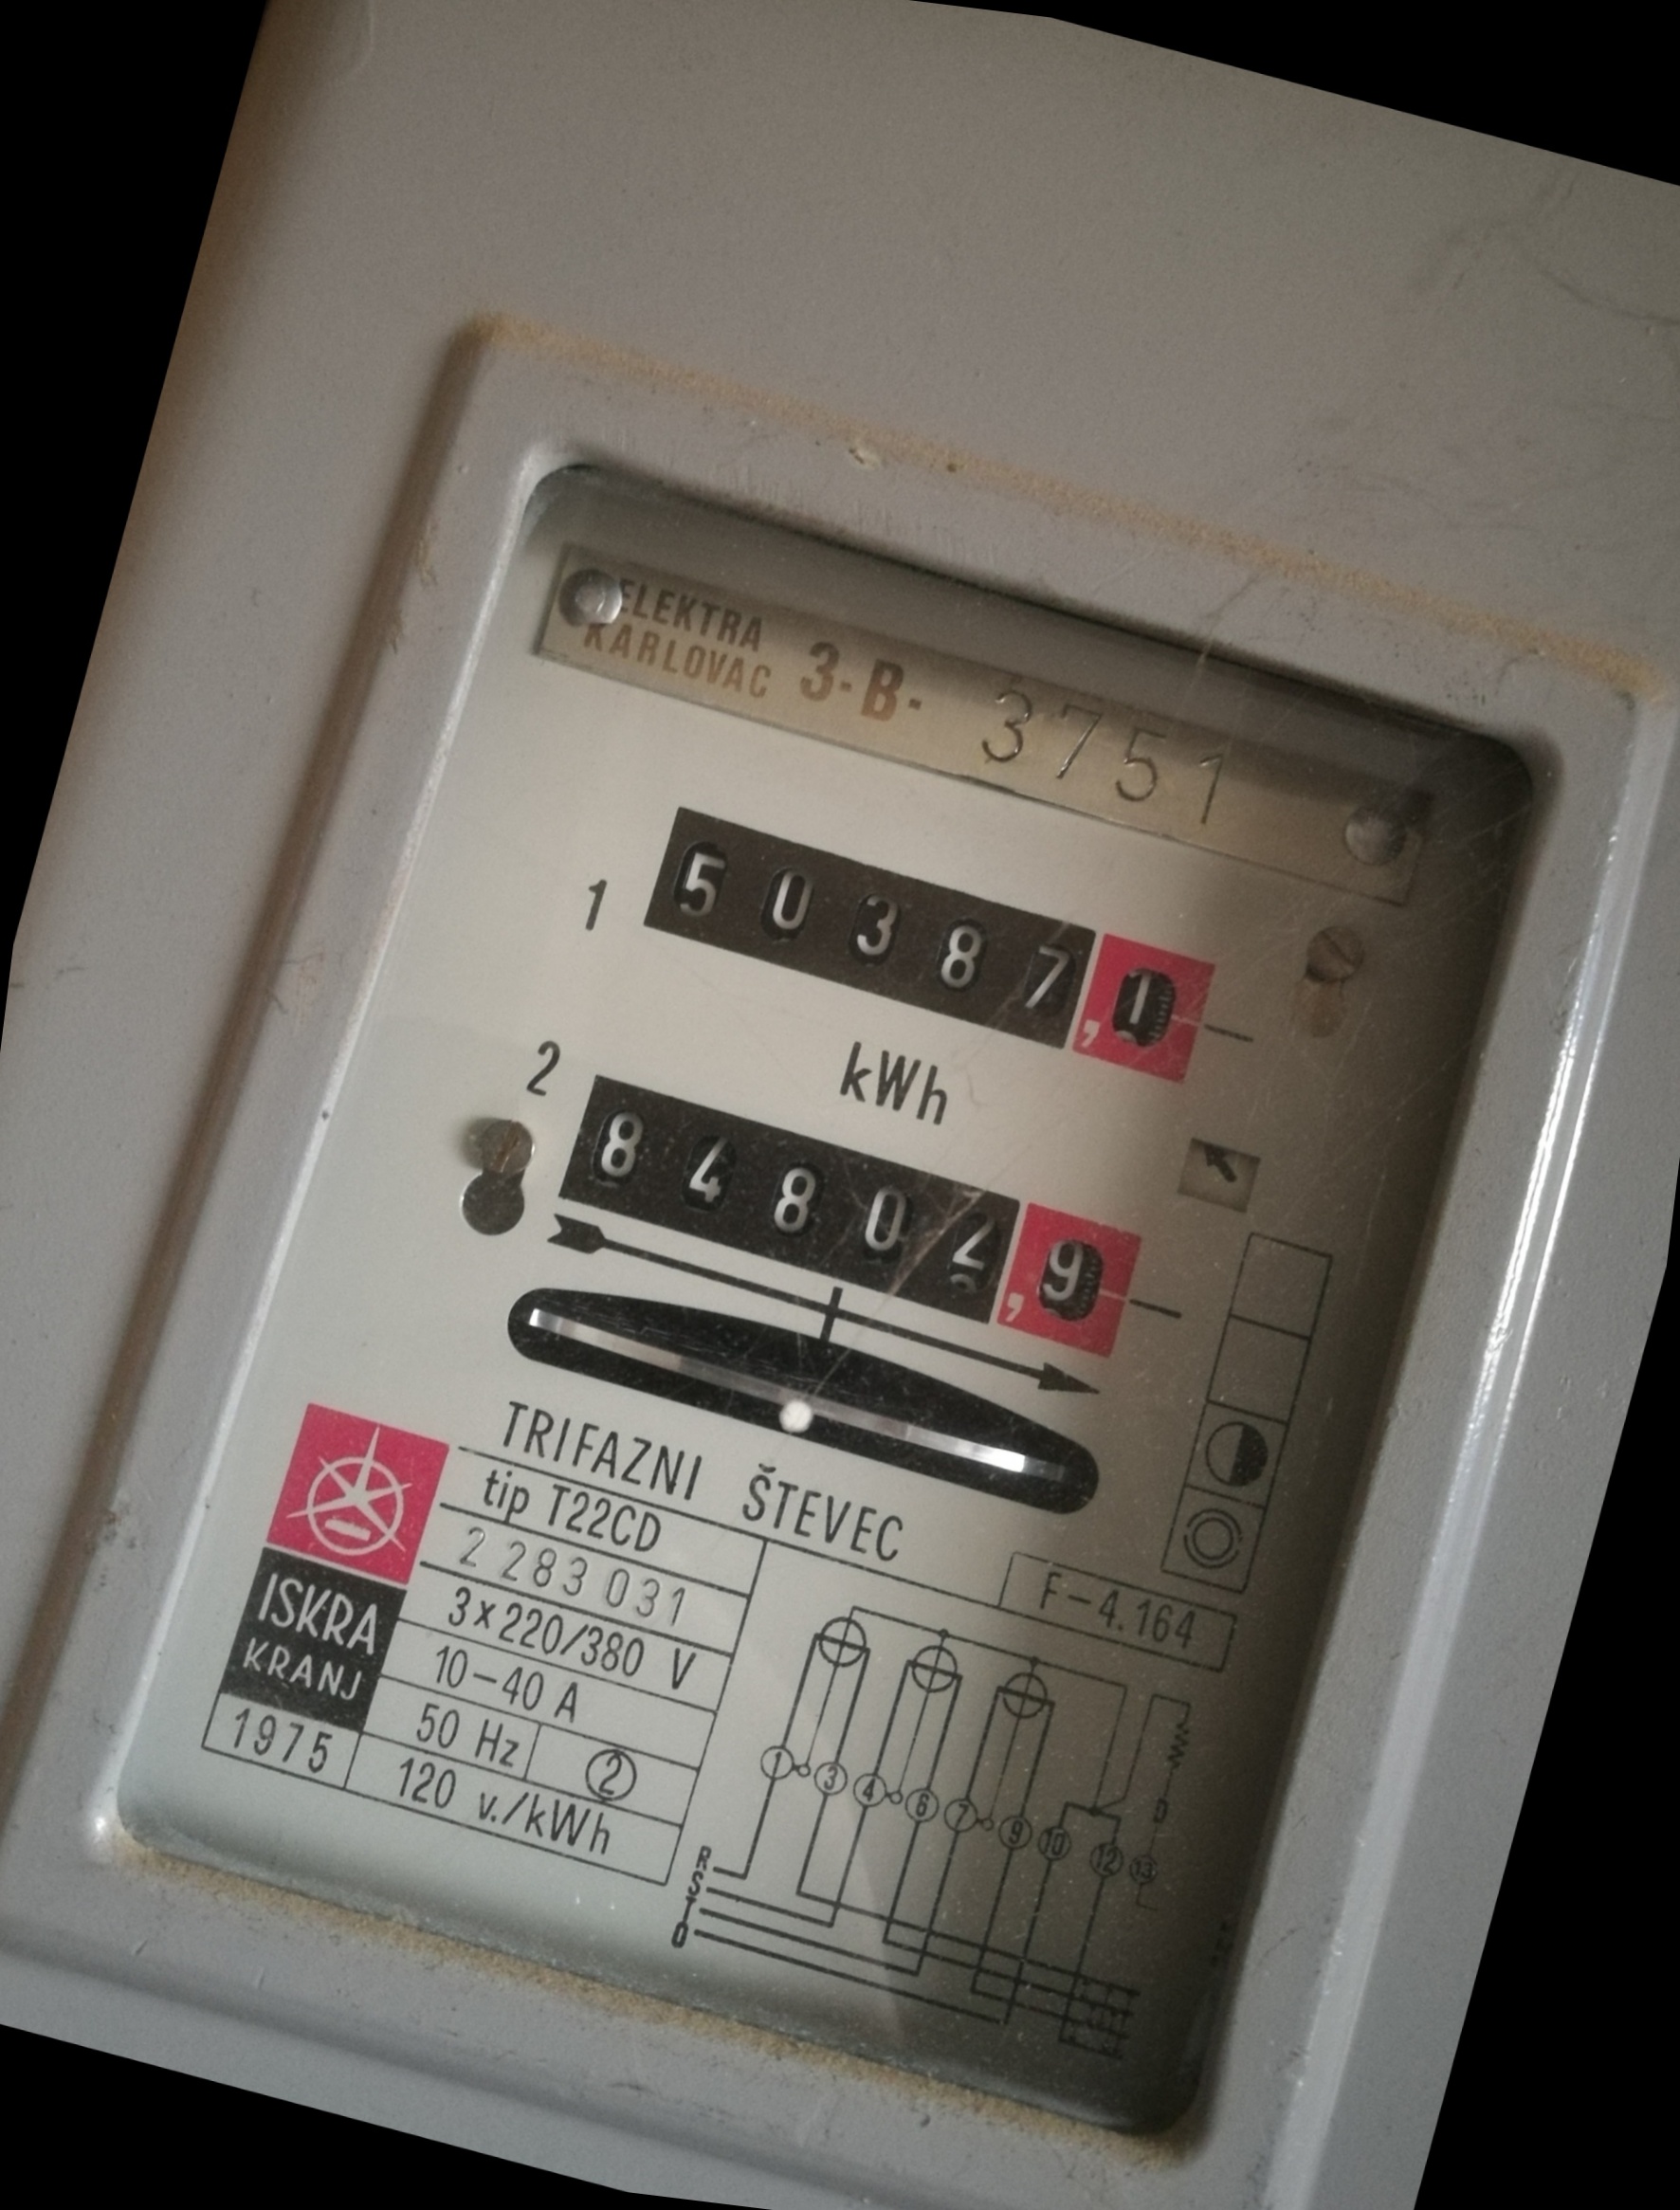 ELEKTRA
KARLOVAC 3-B- 3751
1 50387,1
kWh
2 84802,9
TRIFAZNI ŠTEVEC
tip T22CD
2 283 031
F-4.164
3x220/380 V
ISKRA
KRANJ
10-40 A
50 Hz 2
1975
120 v./kWh
1 3 4 6 7 9 10 12 13
R
S
T
0